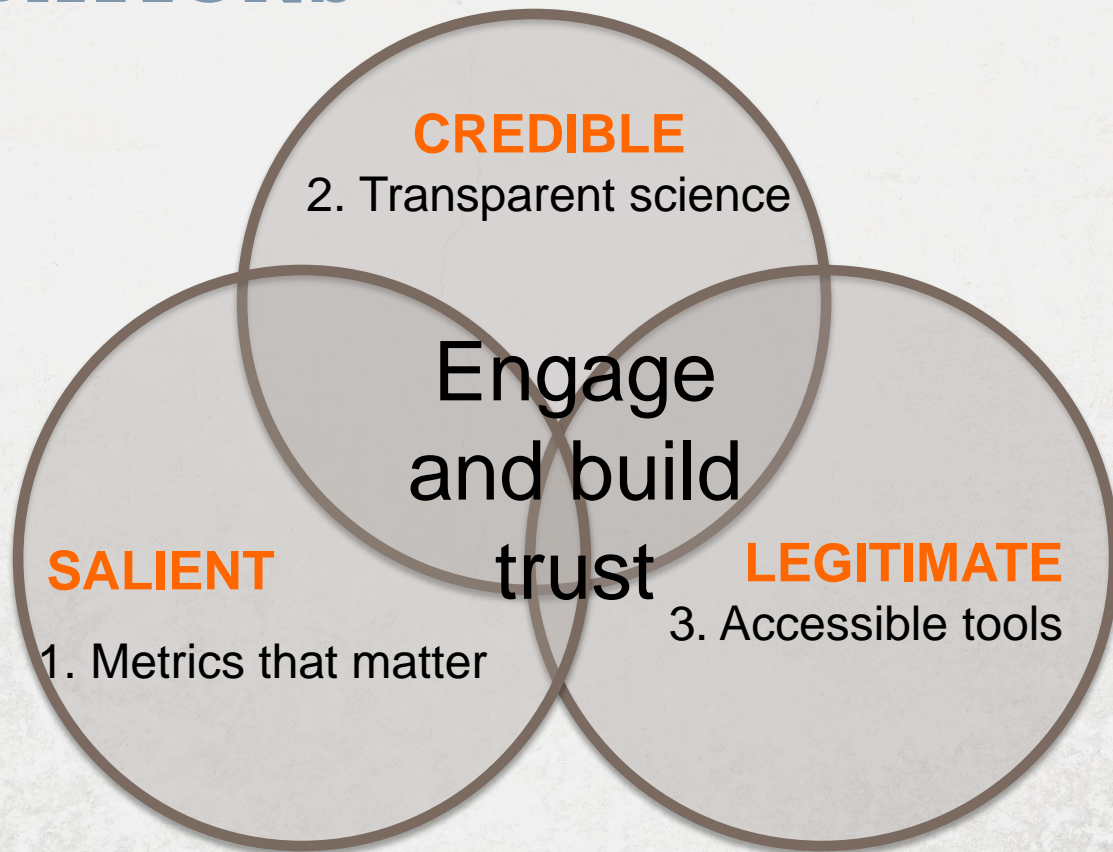 CREDIBLE
2. Transparent science
Engage
and build
trust
SALIENT
1. Metrics that matter
LEGITIMATE
3. Accessible tools